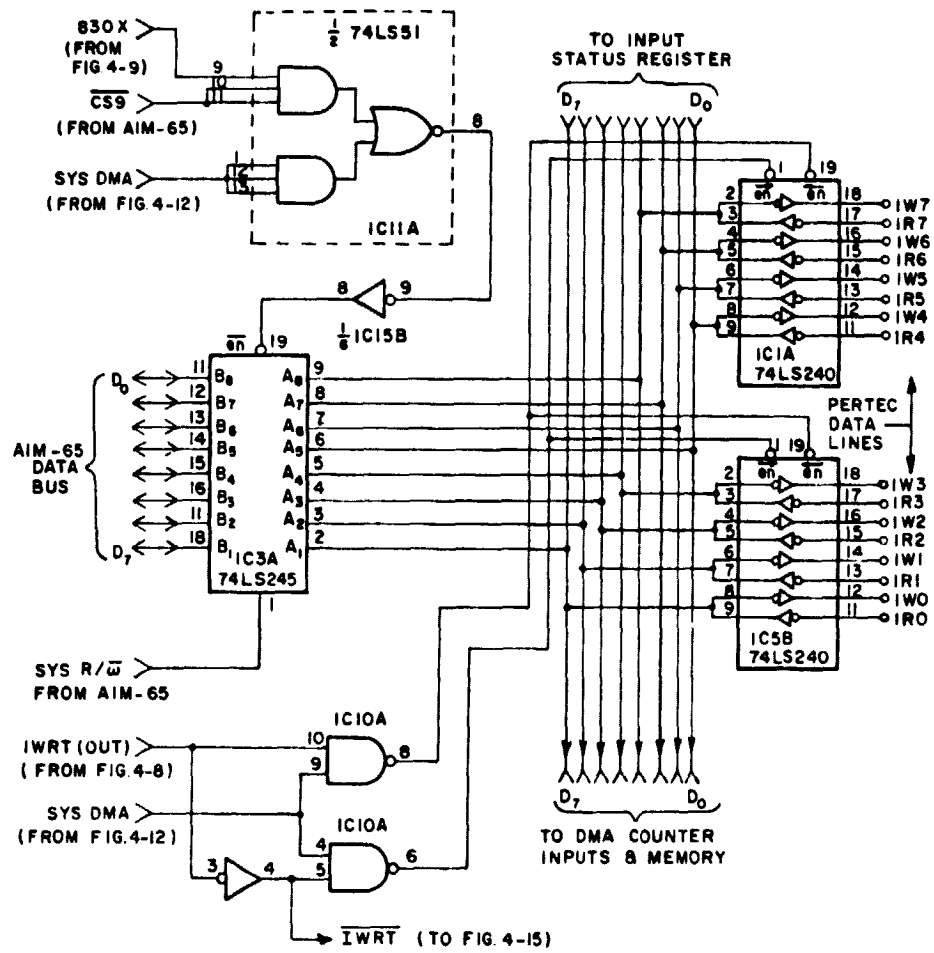 830X
(FROM
FIG. 4-9)
CS9
(FROM AIM-65)
SYS DMA
(FROM FIG. 4-12)
9
1/2 74LS51
8
IC11A
8 9
1/6 IC15B
en 19
D0
AIM-65
DATA
BUS
D7
11 B8 A8 9
12 B7 A7 8
13 B6 A6 7
14 B5 A5 6
15 B4 A4 5
16 B3 A3 4
11 B2 A2 3
18 B1 A1 2
IC3A
74LS245
1
SYS R/W
FROM AIM-65
IWRT (OUT)
(FROM FIG. 4-8)
SYS DMA
(FROM FIG. 4-12)
IC10A
10
9
8
IC10A
4
5
6
3 4
IWRT (TO FIG. 4-15)
TO INPUT
STATUS REGISTER
D7 D0
1 19
en en
2 18 IW7
3 17 IR7
4 16 IW6
5 15 IR6
6 14 IW5
7 13 IR5
8 12 IW4
9 11 IR4
IC1A
74LS240
PERTEC
DATA
LINES
1 19
en en
2 18 IW3
3 17 IR3
4 16 IW2
5 15 IR2
6 14 IW1
7 13 IR1
8 12 IW0
9 11 IR0
IC5B
74LS240
D7 D0
TO DMA COUNTER
INPUTS & MEMORY